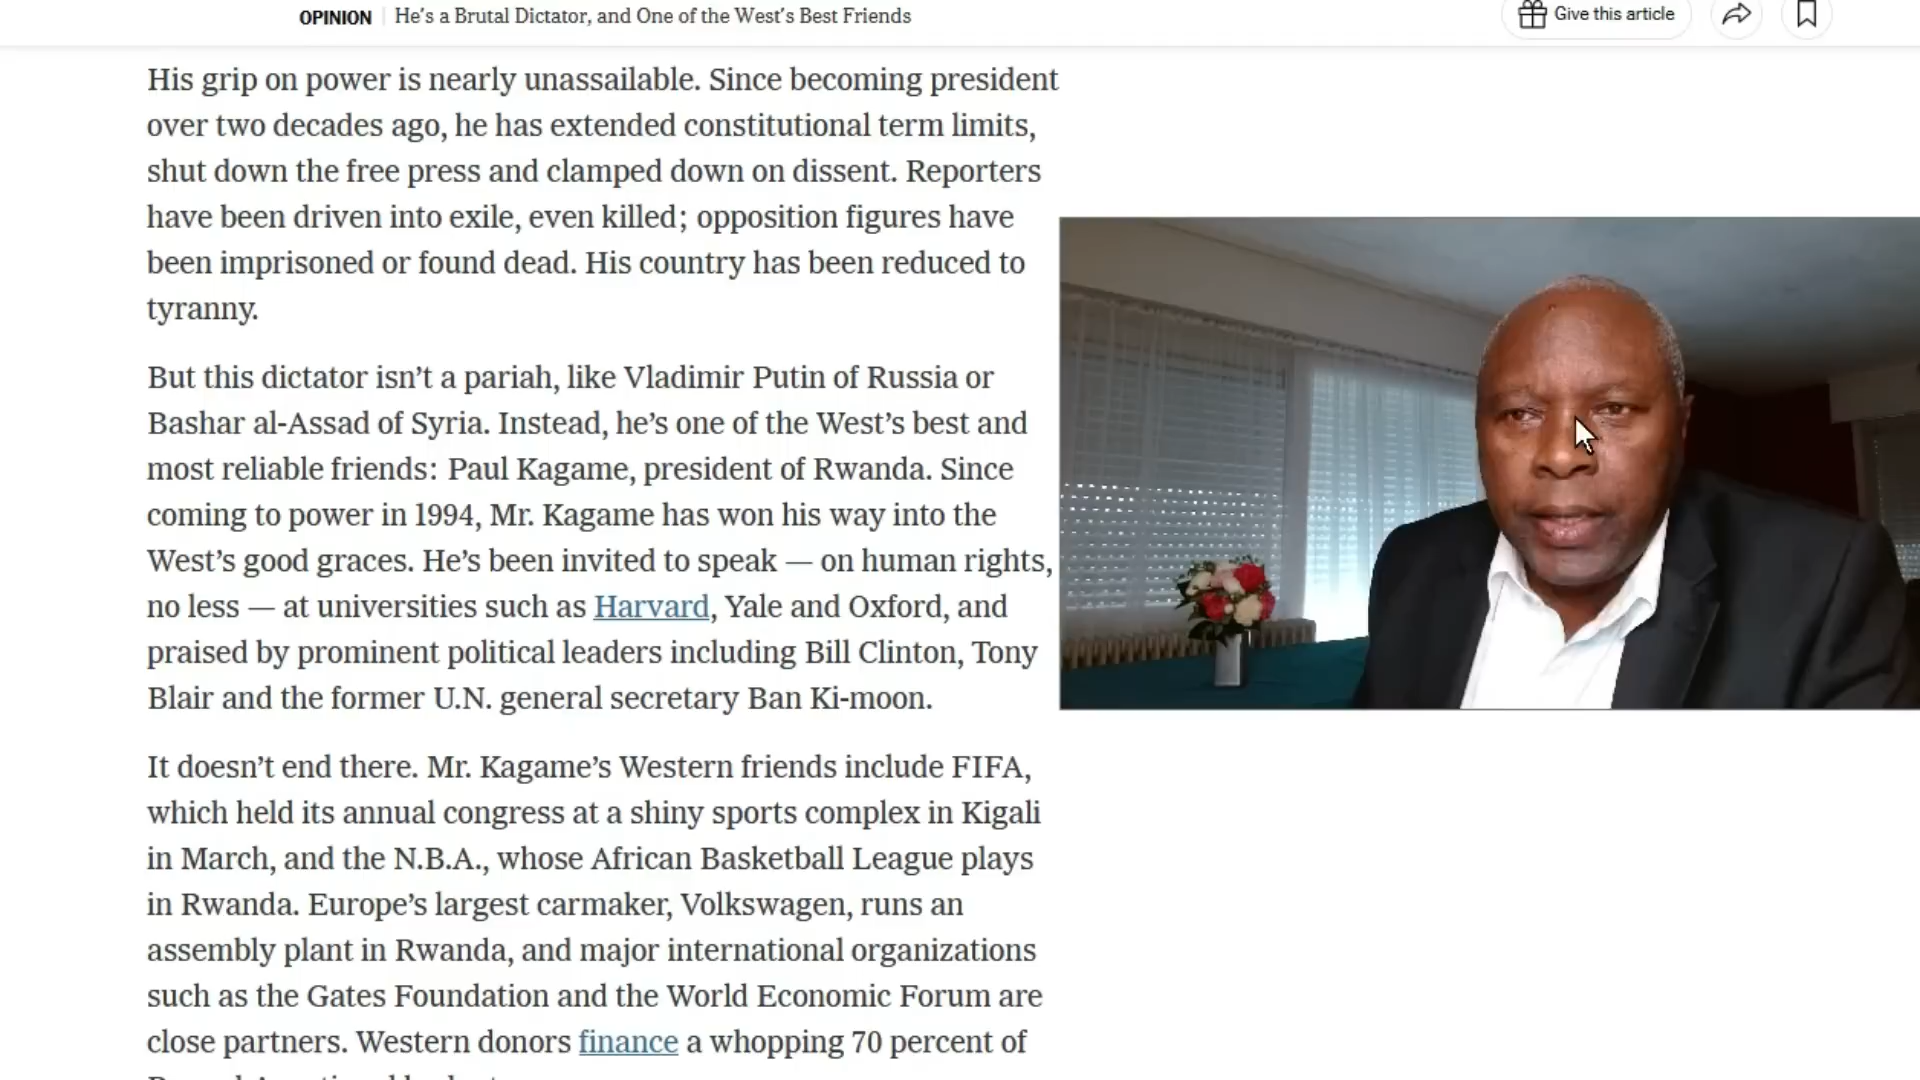 OPINION He's a Brutal Dictator, and One of the West's Best Friends
Give this article
His grip on power is nearly unassailable. Since becoming president
over two decades ago, he has extended constitutional term limits,
shut down the free press and clamped down on dissent. Reporters
have been driven into exile, even killed; opposition figures have
been imprisoned or found dead. His country has been reduced to
tyranny.
But this dictator isn’t a pariah, like Vladimir Putin of Russia or
Bashar al-Assad of Syria. Instead, he’s one of the West’s best and
most reliable friends: Paul Kagame, president of Rwanda. Since
coming to power in 1994, Mr. Kagame has won his way into the
West’s good graces. He’s been invited to speak — on human rights,
no less — at universities such as Harvard, Yale and Oxford, and
praised by prominent political leaders including Bill Clinton, Tony
Blair and the former U.N. general secretary Ban Ki-moon.
It doesn’t end there. Mr. Kagame’s Western friends include FIFA,
which held its annual congress at a shiny sports complex in Kigali
in March, and the N.B.A., whose African Basketball League plays
in Rwanda. Europe’s largest carmaker, Volkswagen, runs an
assembly plant in Rwanda, and major international organizations
such as the Gates Foundation and the World Economic Forum are
close partners. Western donors finance a whopping 70 percent of